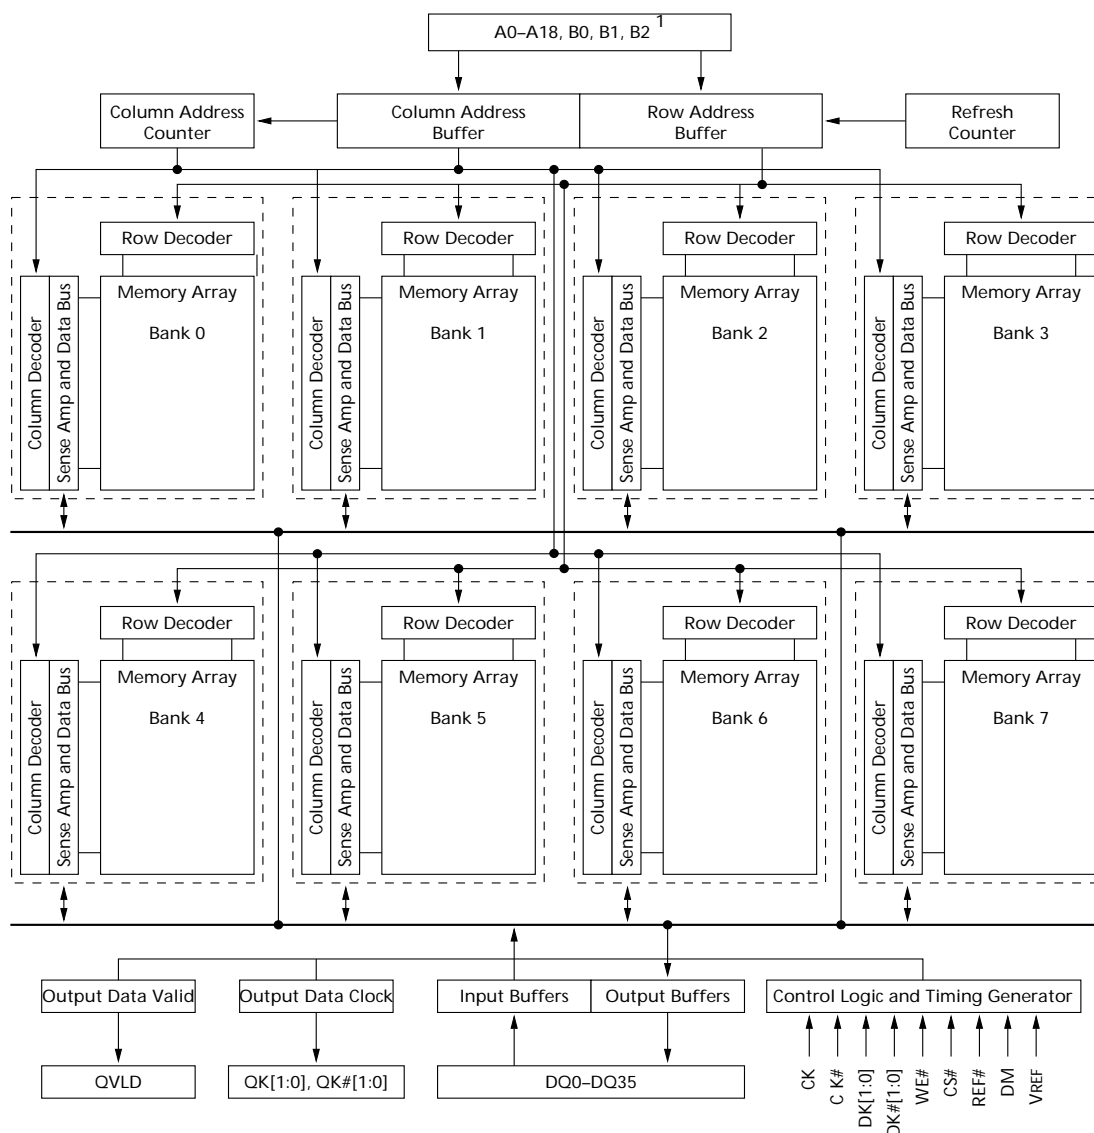 A0–A18, B0, B1, B2 1
Column Address
Counter
Column Address
Buffer
Row Address
Buffer
Refresh
Counter
Row Decoder
Row Decoder
Row Decoder
Row Decoder
Column Decoder
Sense Amp and Data Bus
Memory Array
Bank 0
Column Decoder
Sense Amp and Data Bus
Memory Array
Bank 1
Column Decoder
Sense Amp and Data Bus
Memory Array
Bank 2
Column Decoder
Sense Amp and Data Bus
Memory Array
Bank 3
Row Decoder
Row Decoder
Row Decoder
Row Decoder
Column Decoder
Sense Amp and Data Bus
Memory Array
Bank 4
Column Decoder
Sense Amp and Data Bus
Memory Array
Bank 5
Column Decoder
Sense Amp and Data Bus
Memory Array
Bank 6
Column Decoder
Sense Amp and Data Bus
Memory Array
Bank 7
Output Data Valid
Output Data Clock
Input Buffers
Output Buffers
Control Logic and Timing Generator
QVLD
QK[1:0], QK#[1:0]
DQ0–DQ35
CK
C K#
DK[1:0]
DK#[1:0]
WE#
CS#
REF#
DM
VREF